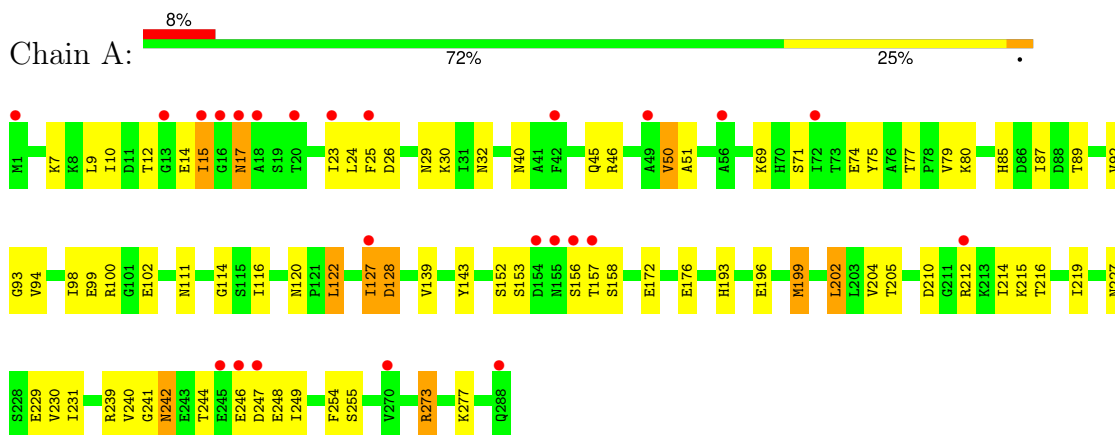 8%
Chain A:
72% 25% •
M1 K7 K8 L9 I10 D11 T12 G13 E14 I15 G16 N17 A18 S19 T20 I23 L24 F25 D26 N29 K30 I31 N32 N40 A41 F42 Q45 R46 A49 V50 A51 A56 K69 H70 S71 I72 T73 E74 Y75 A76 T77 P78 V79 K80 H85 D86 I87 D88 T89
G93 V94 I98 E99 R100 G101 E102 N111 G114 S115 I116 N120 P121 L122 I127 D128 V139 Y143 S152 S153 D154 N155 S156 T157 S158 E172 E176 H193 E196 M199 L202 L203 V204 T205 D210 G211 R212 K213 I214 K215 T216 I219 N227
S228 E229 V230 I231 R239 V240 G241 N242 E243 T244 E245 E246 D247 E248 I249 F254 S255 V270 R273 K277 Q288